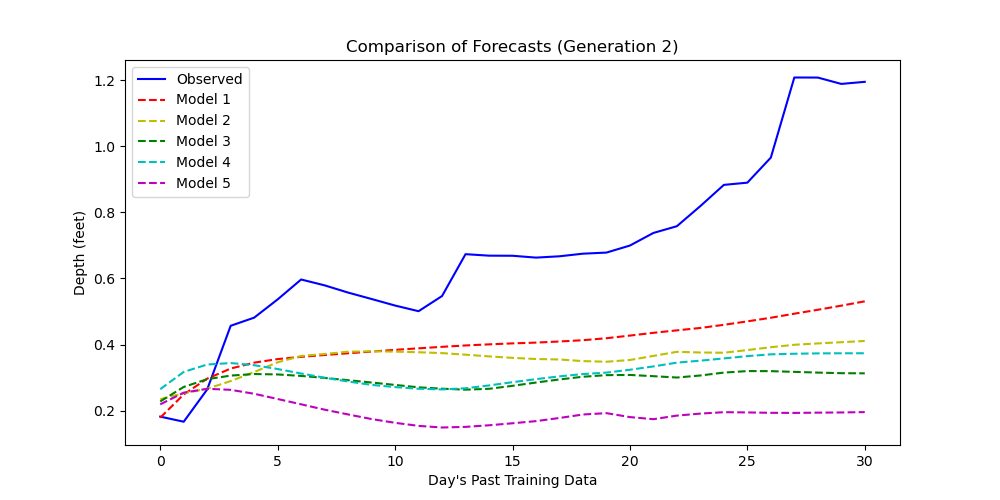 Comparison of Forecasts (Generation 2)
Observed
Model 1
Model 2
Model 3
Model 4
Model 5
Depth (feet)
1.2
1.0
0.8
0.6
0.4
0.2
0 5 10 15 20 25 30
Day's Past Training Data